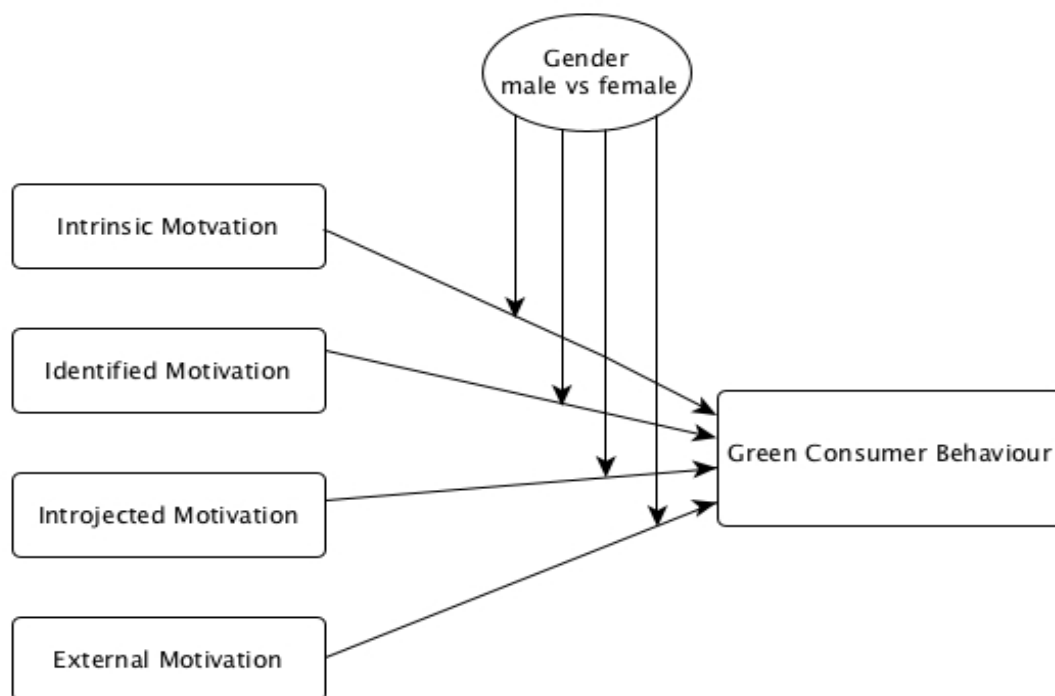 Gender
male vs female
Intrinsic Motvation
Identified Motivation
Green Consumer Behaviour
Introjected Motivation
External Motivation